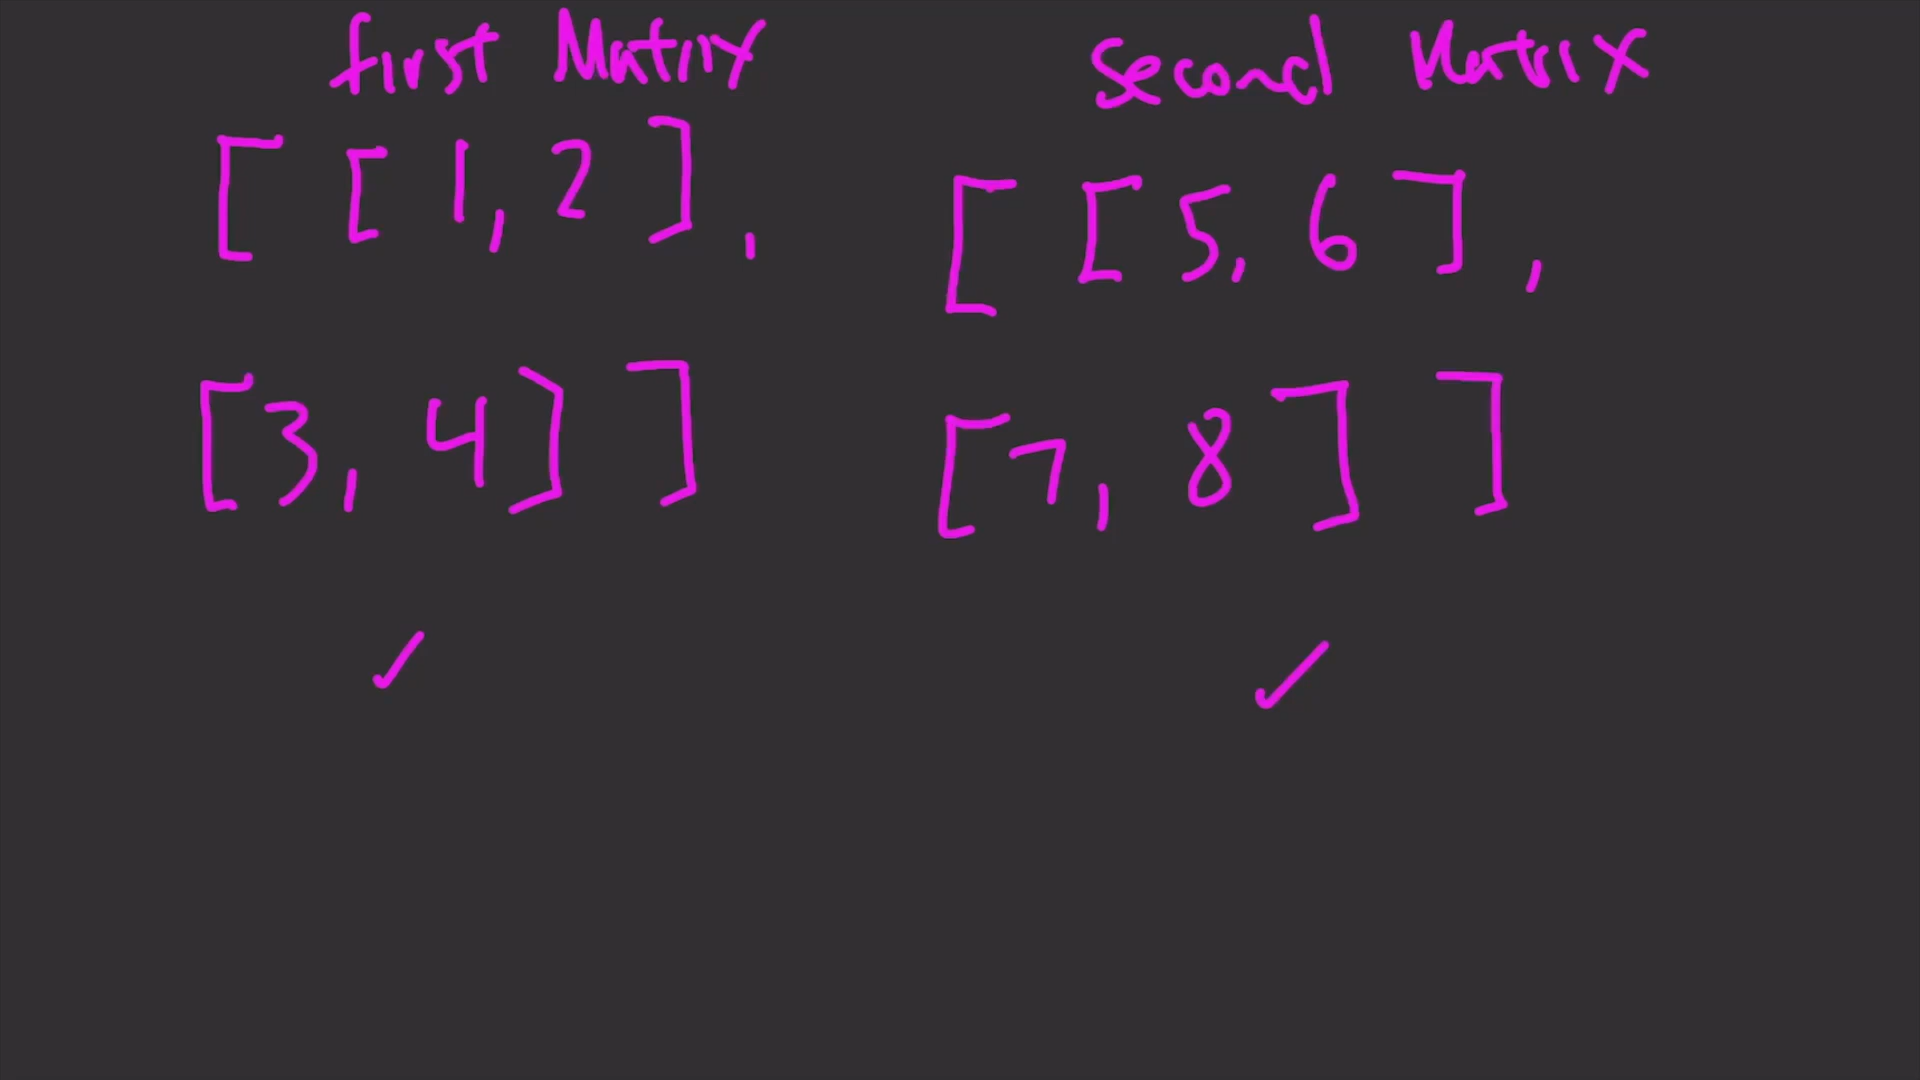 first Matrix
[ [ 1, 2 ],
[3, 4] ]
Second Matrix
[ [ 5, 6 ],
[7, 8 ] ]
✓
✓